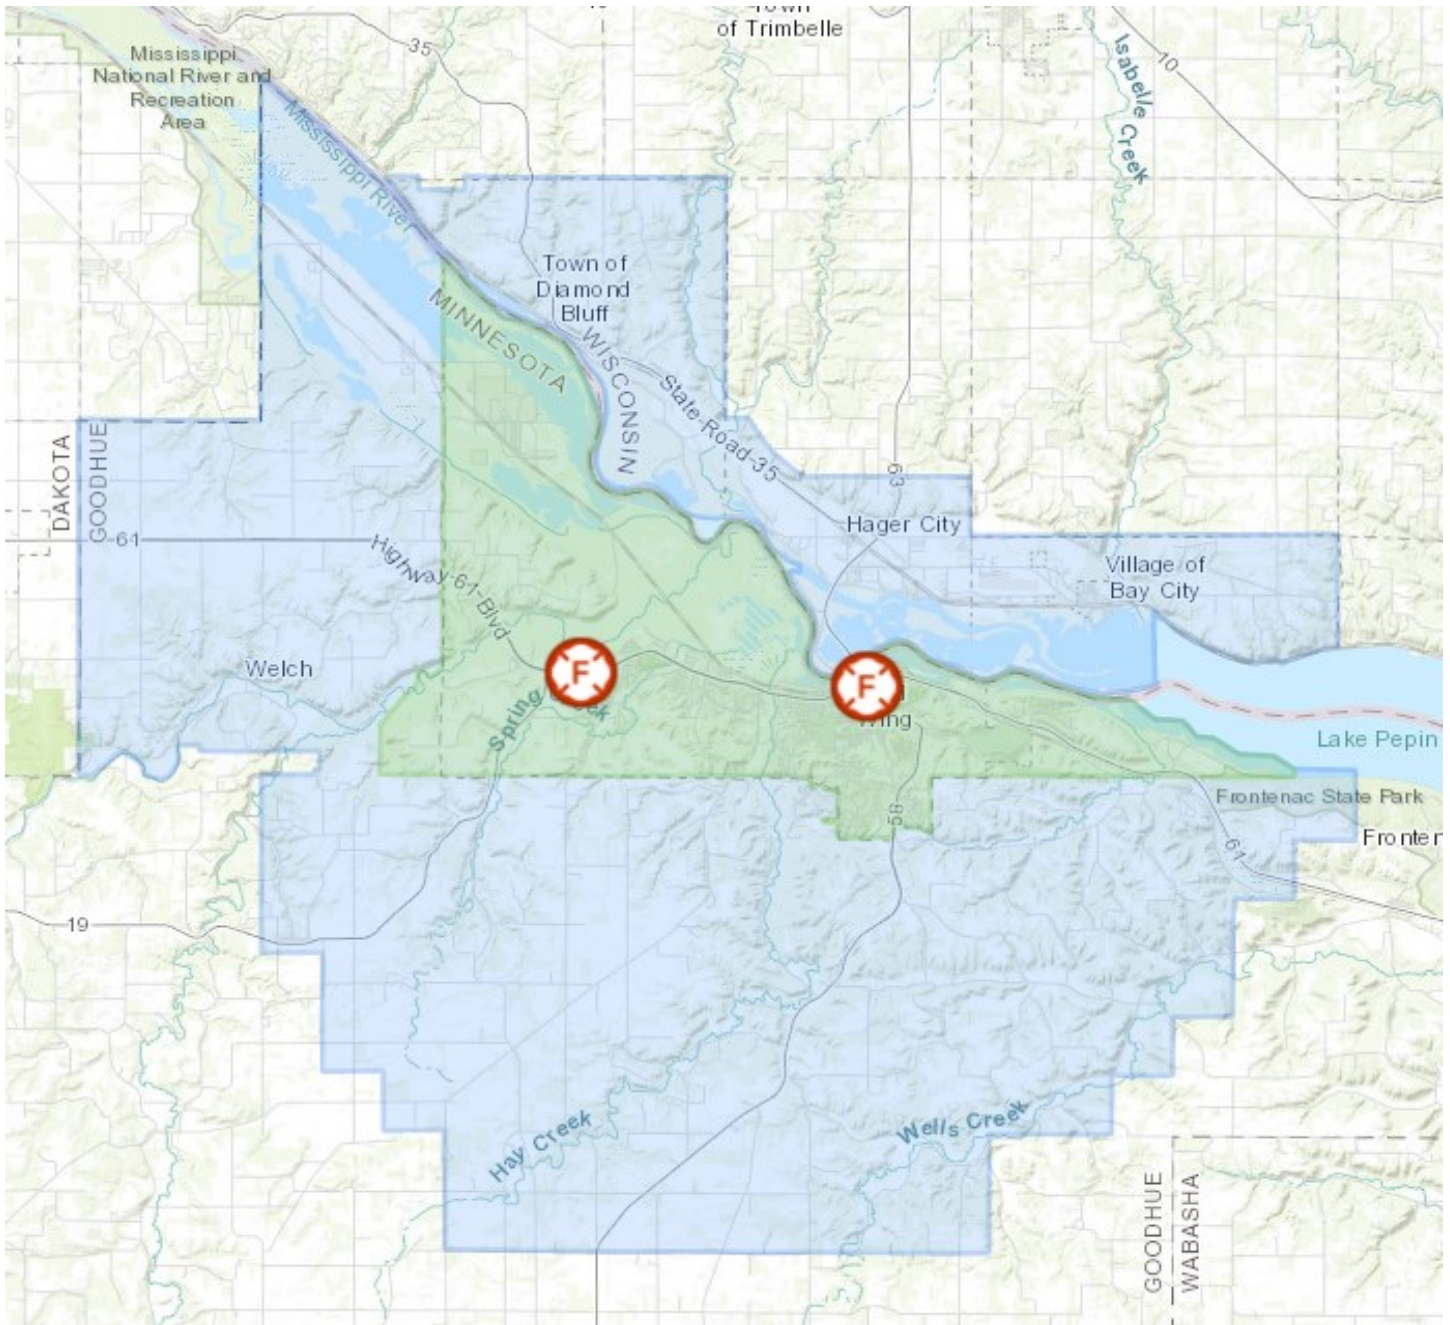 of Trimbelle
35
10
Mississippi
National River and
Recreation
Area
Isabelle
Creek
Mississippi River
Town of
Diamond
Bluff
MINNESOTA
WISCONSIN
State-Road-35
63
DAKOTA
GOODHUE
61
Highway-61-Blvd
Hager City
Village of
Bay City
Welch
F
F
Spring
Wing
Lake Pepin
Frontenac State Park
58
61
Fronter
19
Hay Creek
Wells Creek
GOODHUE
WABASHA